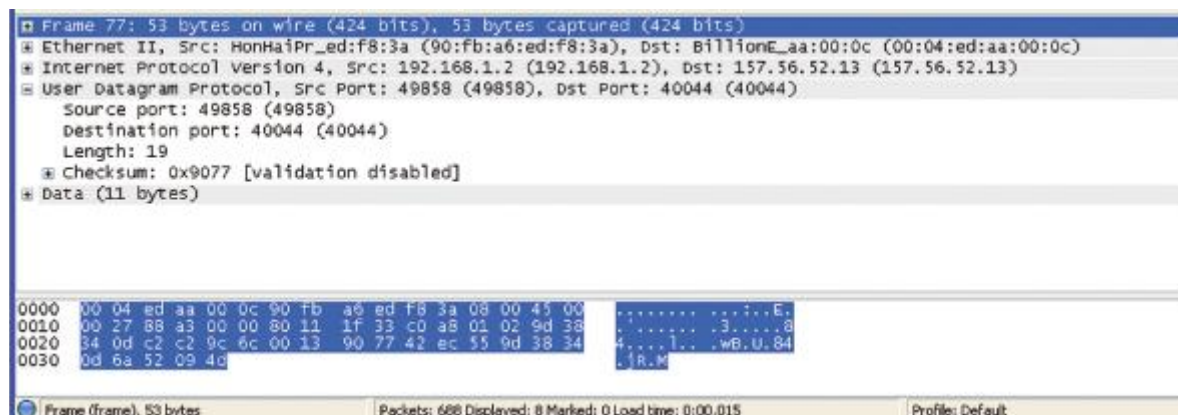 Frame 77: 53 bytes on wire (424 bits), 53 bytes captured (424 bits)
Ethernet II, Src: HonHaiPr_ed:f8:3a (90:fb:a6:ed:f8:3a), Dst: BillionE_aa:00:0c (00:04:ed:aa:00:0c)
Internet Protocol Version 4, Src: 192.168.1.2 (192.168.1.2), Dst: 157.56.52.13 (157.56.52.13)
User Datagram Protocol, Src Port: 49858 (49858), Dst Port: 40044 (40044)
Source port: 49858 (49858)
Destination port: 40044 (40044)
Length: 19
Checksum: 0x9077 [validation disabled]
Data (11 bytes)
0000 00 04 ed aa 00 0c 90 fb a6 ed f8 3a 08 00 45 00 ........ ...:..E.
0010 00 27 88 a3 00 00 80 11 1f 33 c0 a8 01 02 9d 38 .'...... .3.....8
0020 34 0d c2 c2 9c 6c 00 13 90 77 42 ec 55 9d 38 34 4....l.. .wB.U.84
0030 0d 6a 52 09 4d .jR.M
Frame (frame), 53 bytes Packets: 688 Displayed: 8 Marked: 0 Load time: 0:00.015 Profile: Default